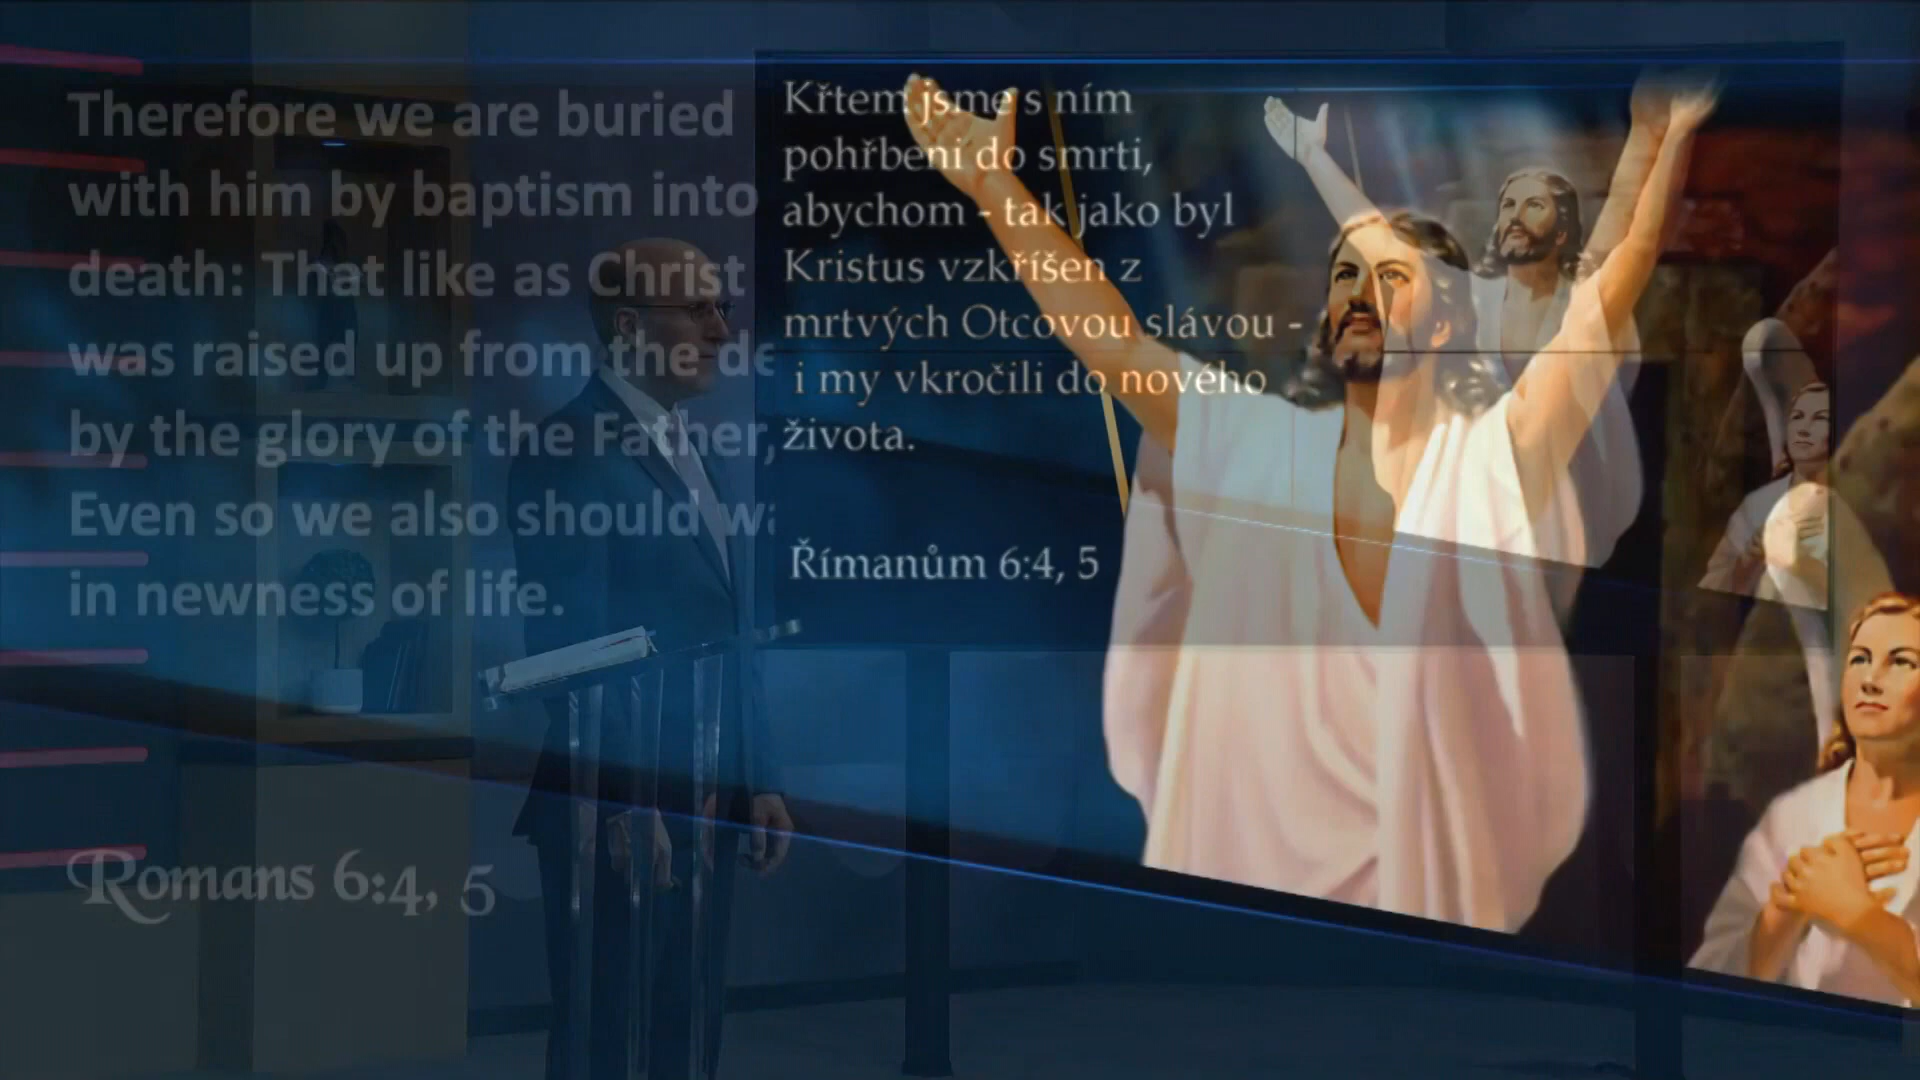 Therefore we are buried
with him by baptism into
death: That like as Christ
was raised up from the
by the glory of the Father,
Even so we also should
in newness of life.
Romans 6:4, 5
Křtem jsme s ním
pohřbeni do smrti,
abychom - tak jako byl
Kristus vzkříšen z
mrtvých Otcovou slávou -
i my vkročili do nového
života.
Římanům 6:4, 5